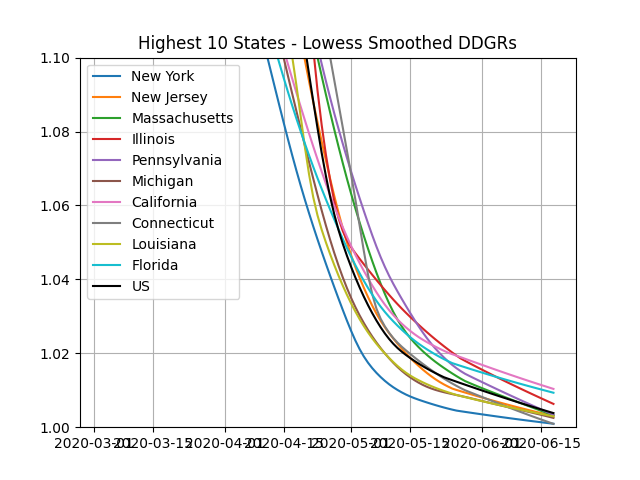 Highest 10 States - Lowess Smoothed DDGRs
1.10
1.08
1.06
1.04
1.02
1.00
New York
New Jersey
Massachusetts
Illinois
Pennsylvania
Michigan
California
Connecticut
Louisiana
Florida
US
2020-03-01 2020-03-15 2020-04-01 2020-04-15 2020-05-01 2020-05-15 2020-06-01 2020-06-15